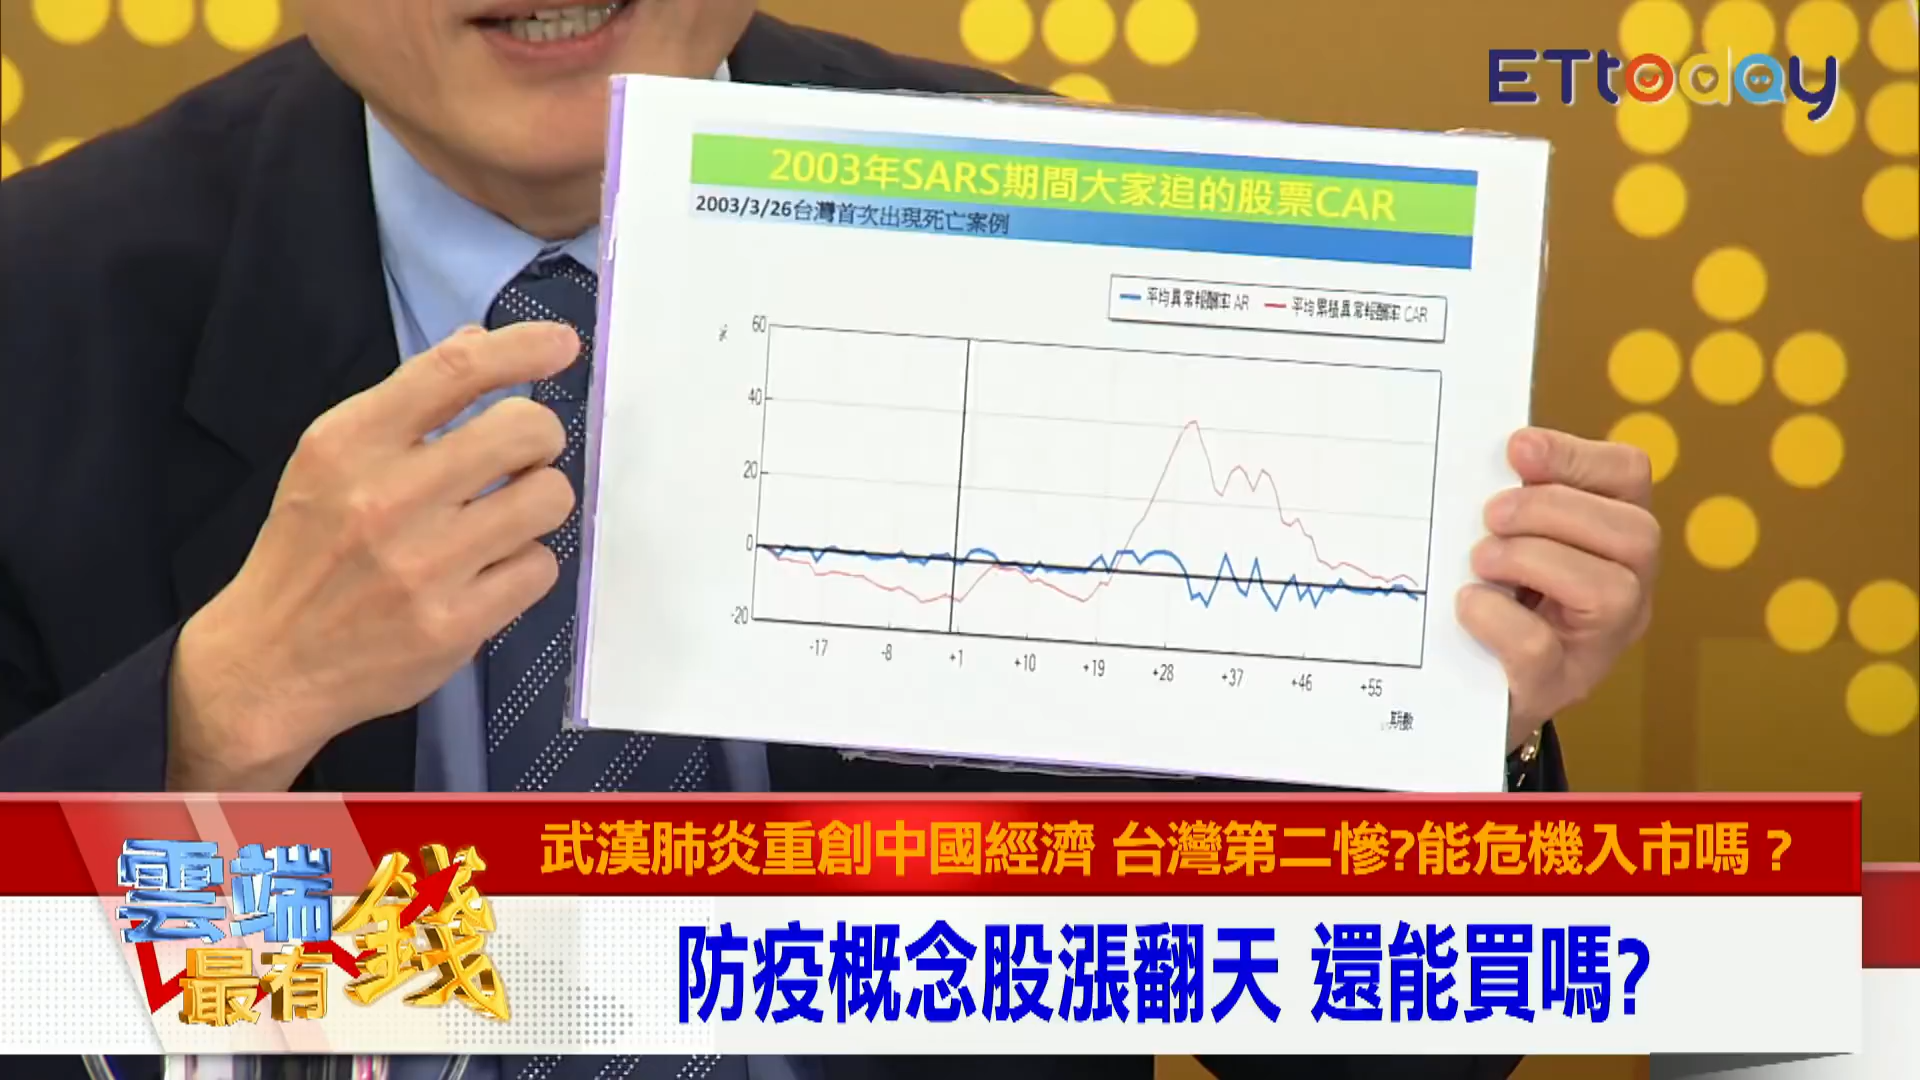 ETtoday
2003年SARS期間大家追的股票CAR
2003/3/26台灣首次出現死亡案例
平均異常報酬率 AR 平均累積異常報酬率 CAR
%
60
40
20
0
-20
-17 -8 +1 +10 +19 +28 +37 +46 +55
期數
武漢肺炎重創中國經濟 台灣第二慘?能危機入市嗎？
雲端最有錢
防疫概念股漲翻天 還能買嗎?